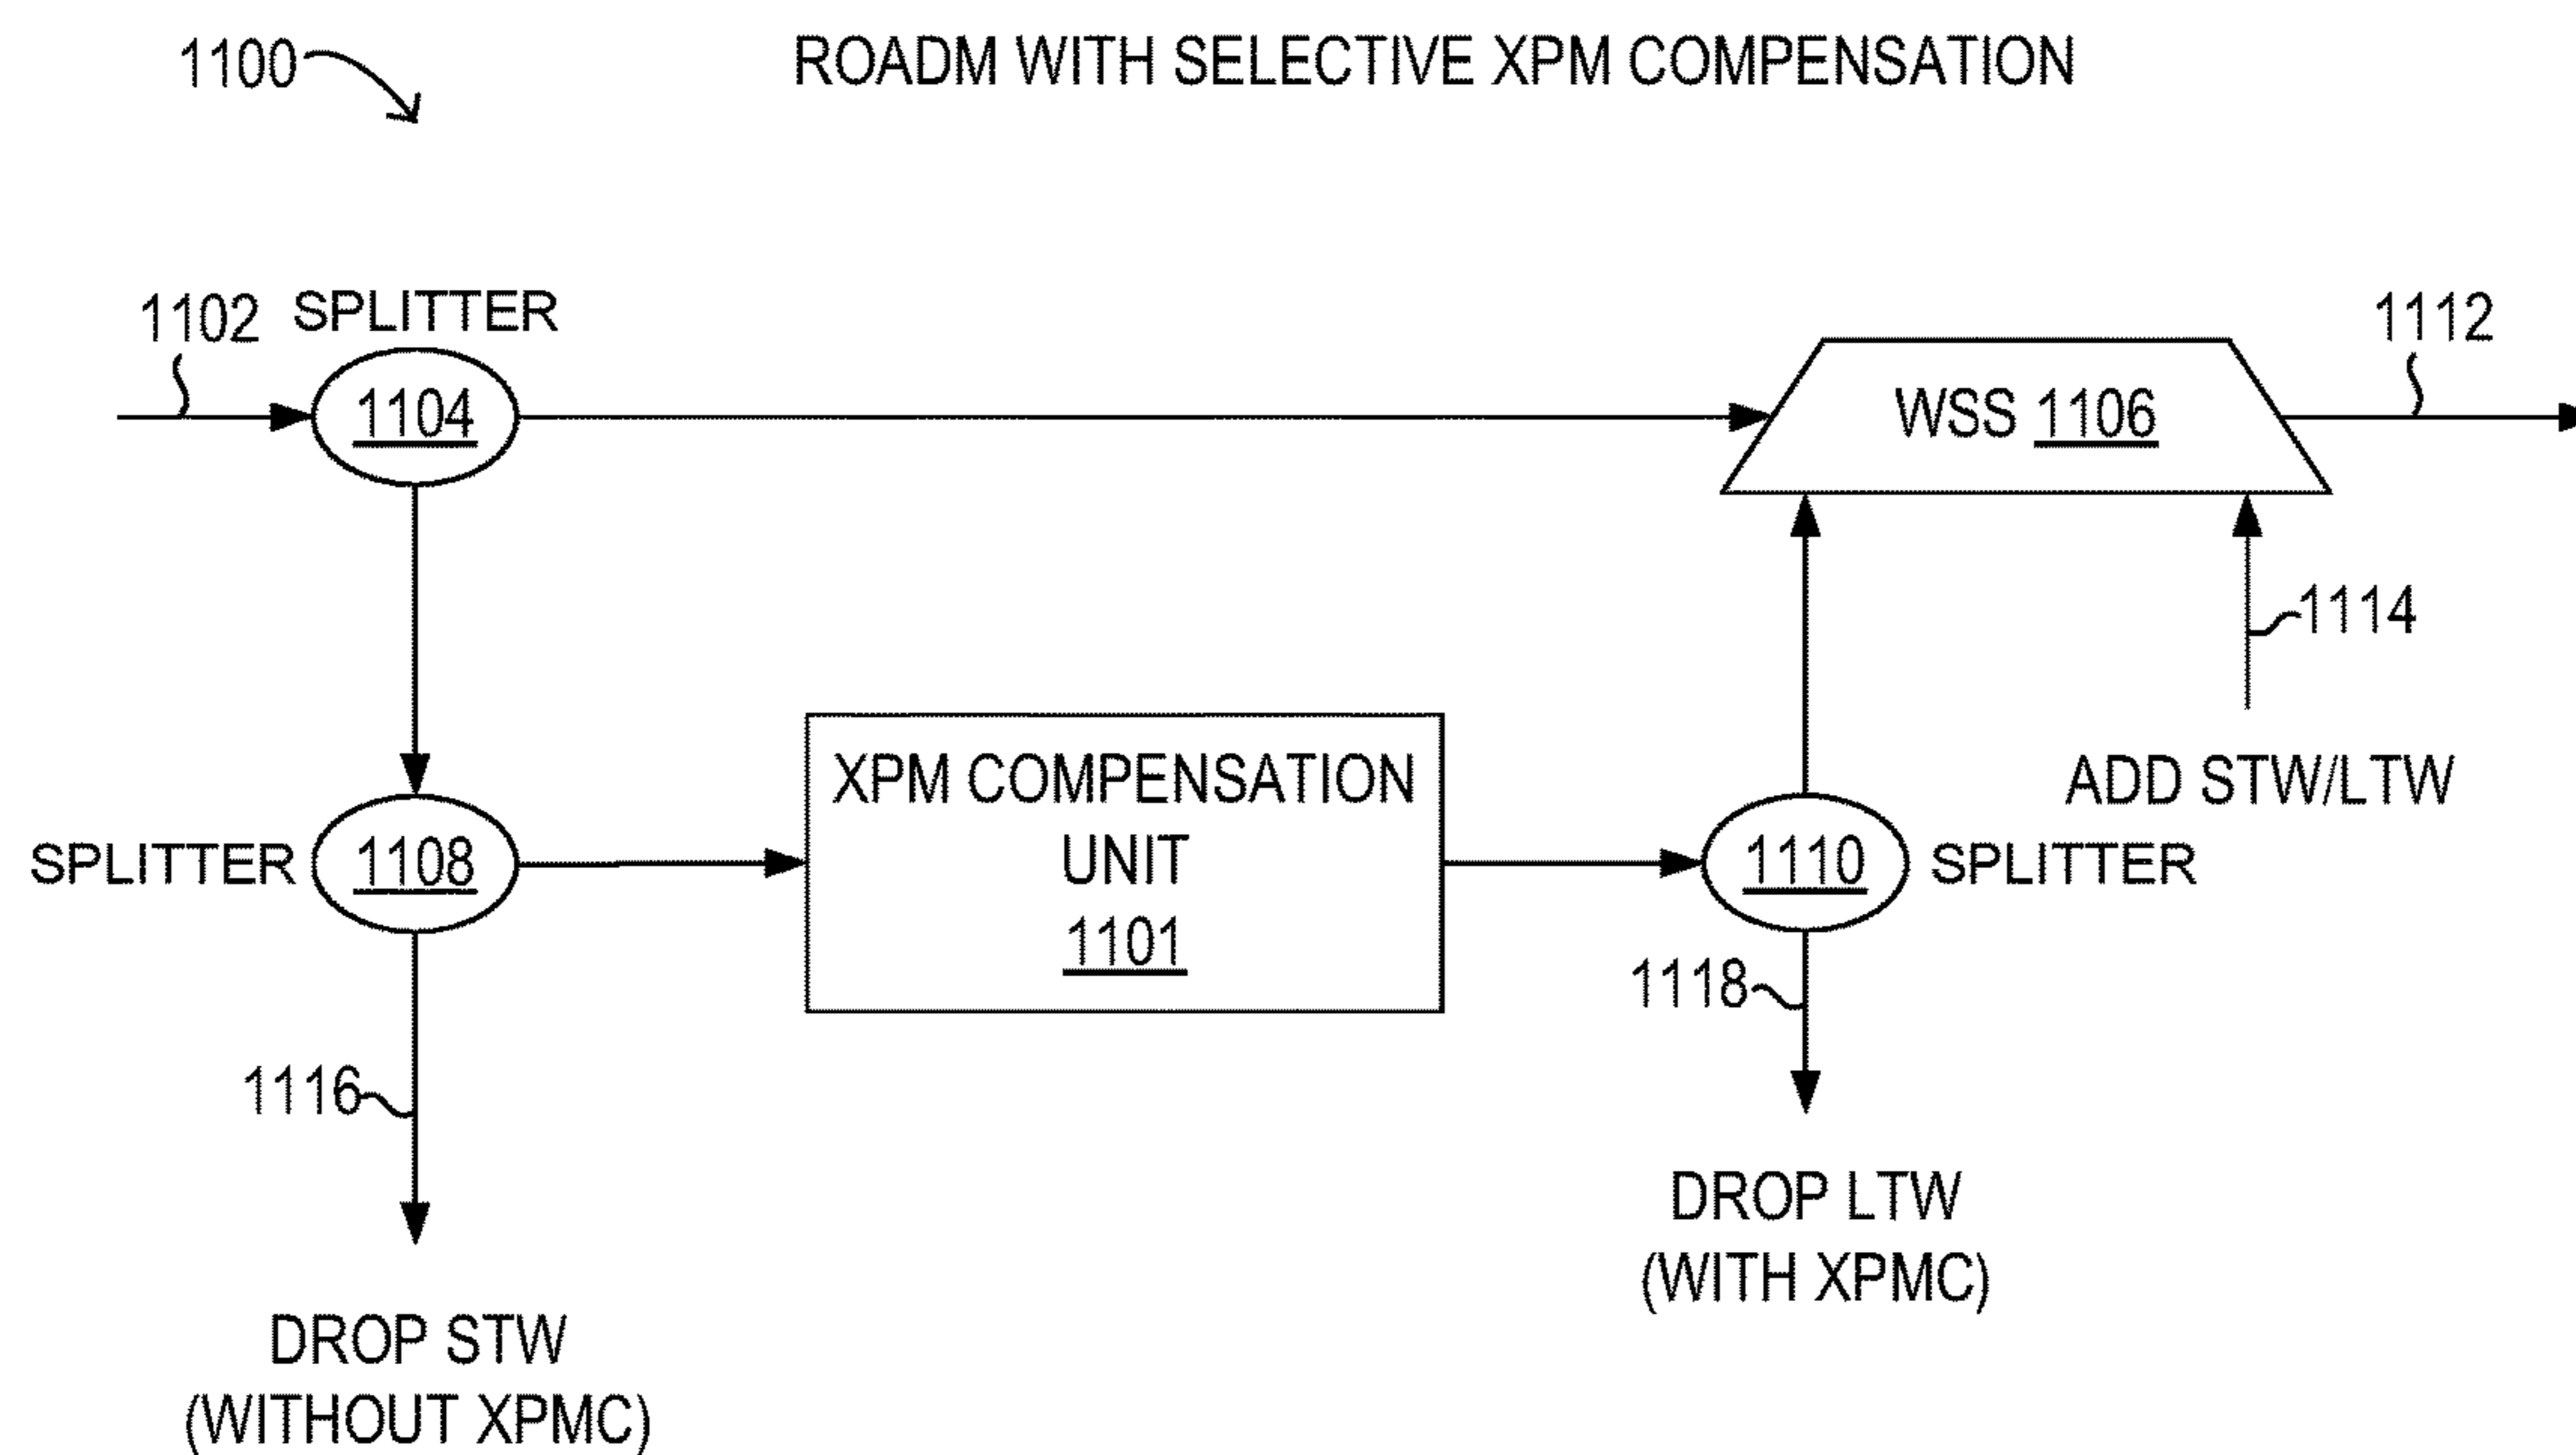 1100
ROADM WITH SELECTIVE XPM COMPENSATION
1102
SPLITTER
1104
WSS 1106
1112
1114
ADD STW/LTW
SPLITTER
1108
XPM COMPENSATION
UNIT
1101
1110
SPLITTER
1116
1118
DROP STW
(WITHOUT XPMC)
DROP LTW
(WITH XPMC)